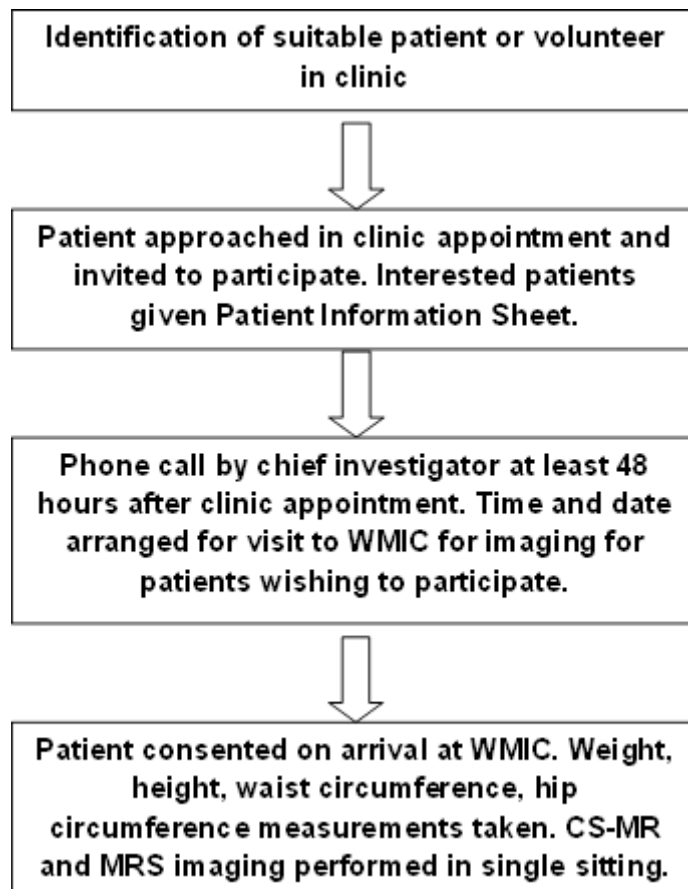 Identification of suitable patient or volunteer
in clinic
Patient approached in clinic appointment and
invited to participate. Interested patients
given Patient Information Sheet.
Phone call by chief investigator at least 48
hours after clinic appointment. Time and date
arranged for visit to WMIC for imaging for
patients wishing to participate.
Patient consented on arrival at WMIC. Weight,
height, waist circumference, hip
circumference measurements taken. CS-MR
and MRS imaging performed in single sitting.